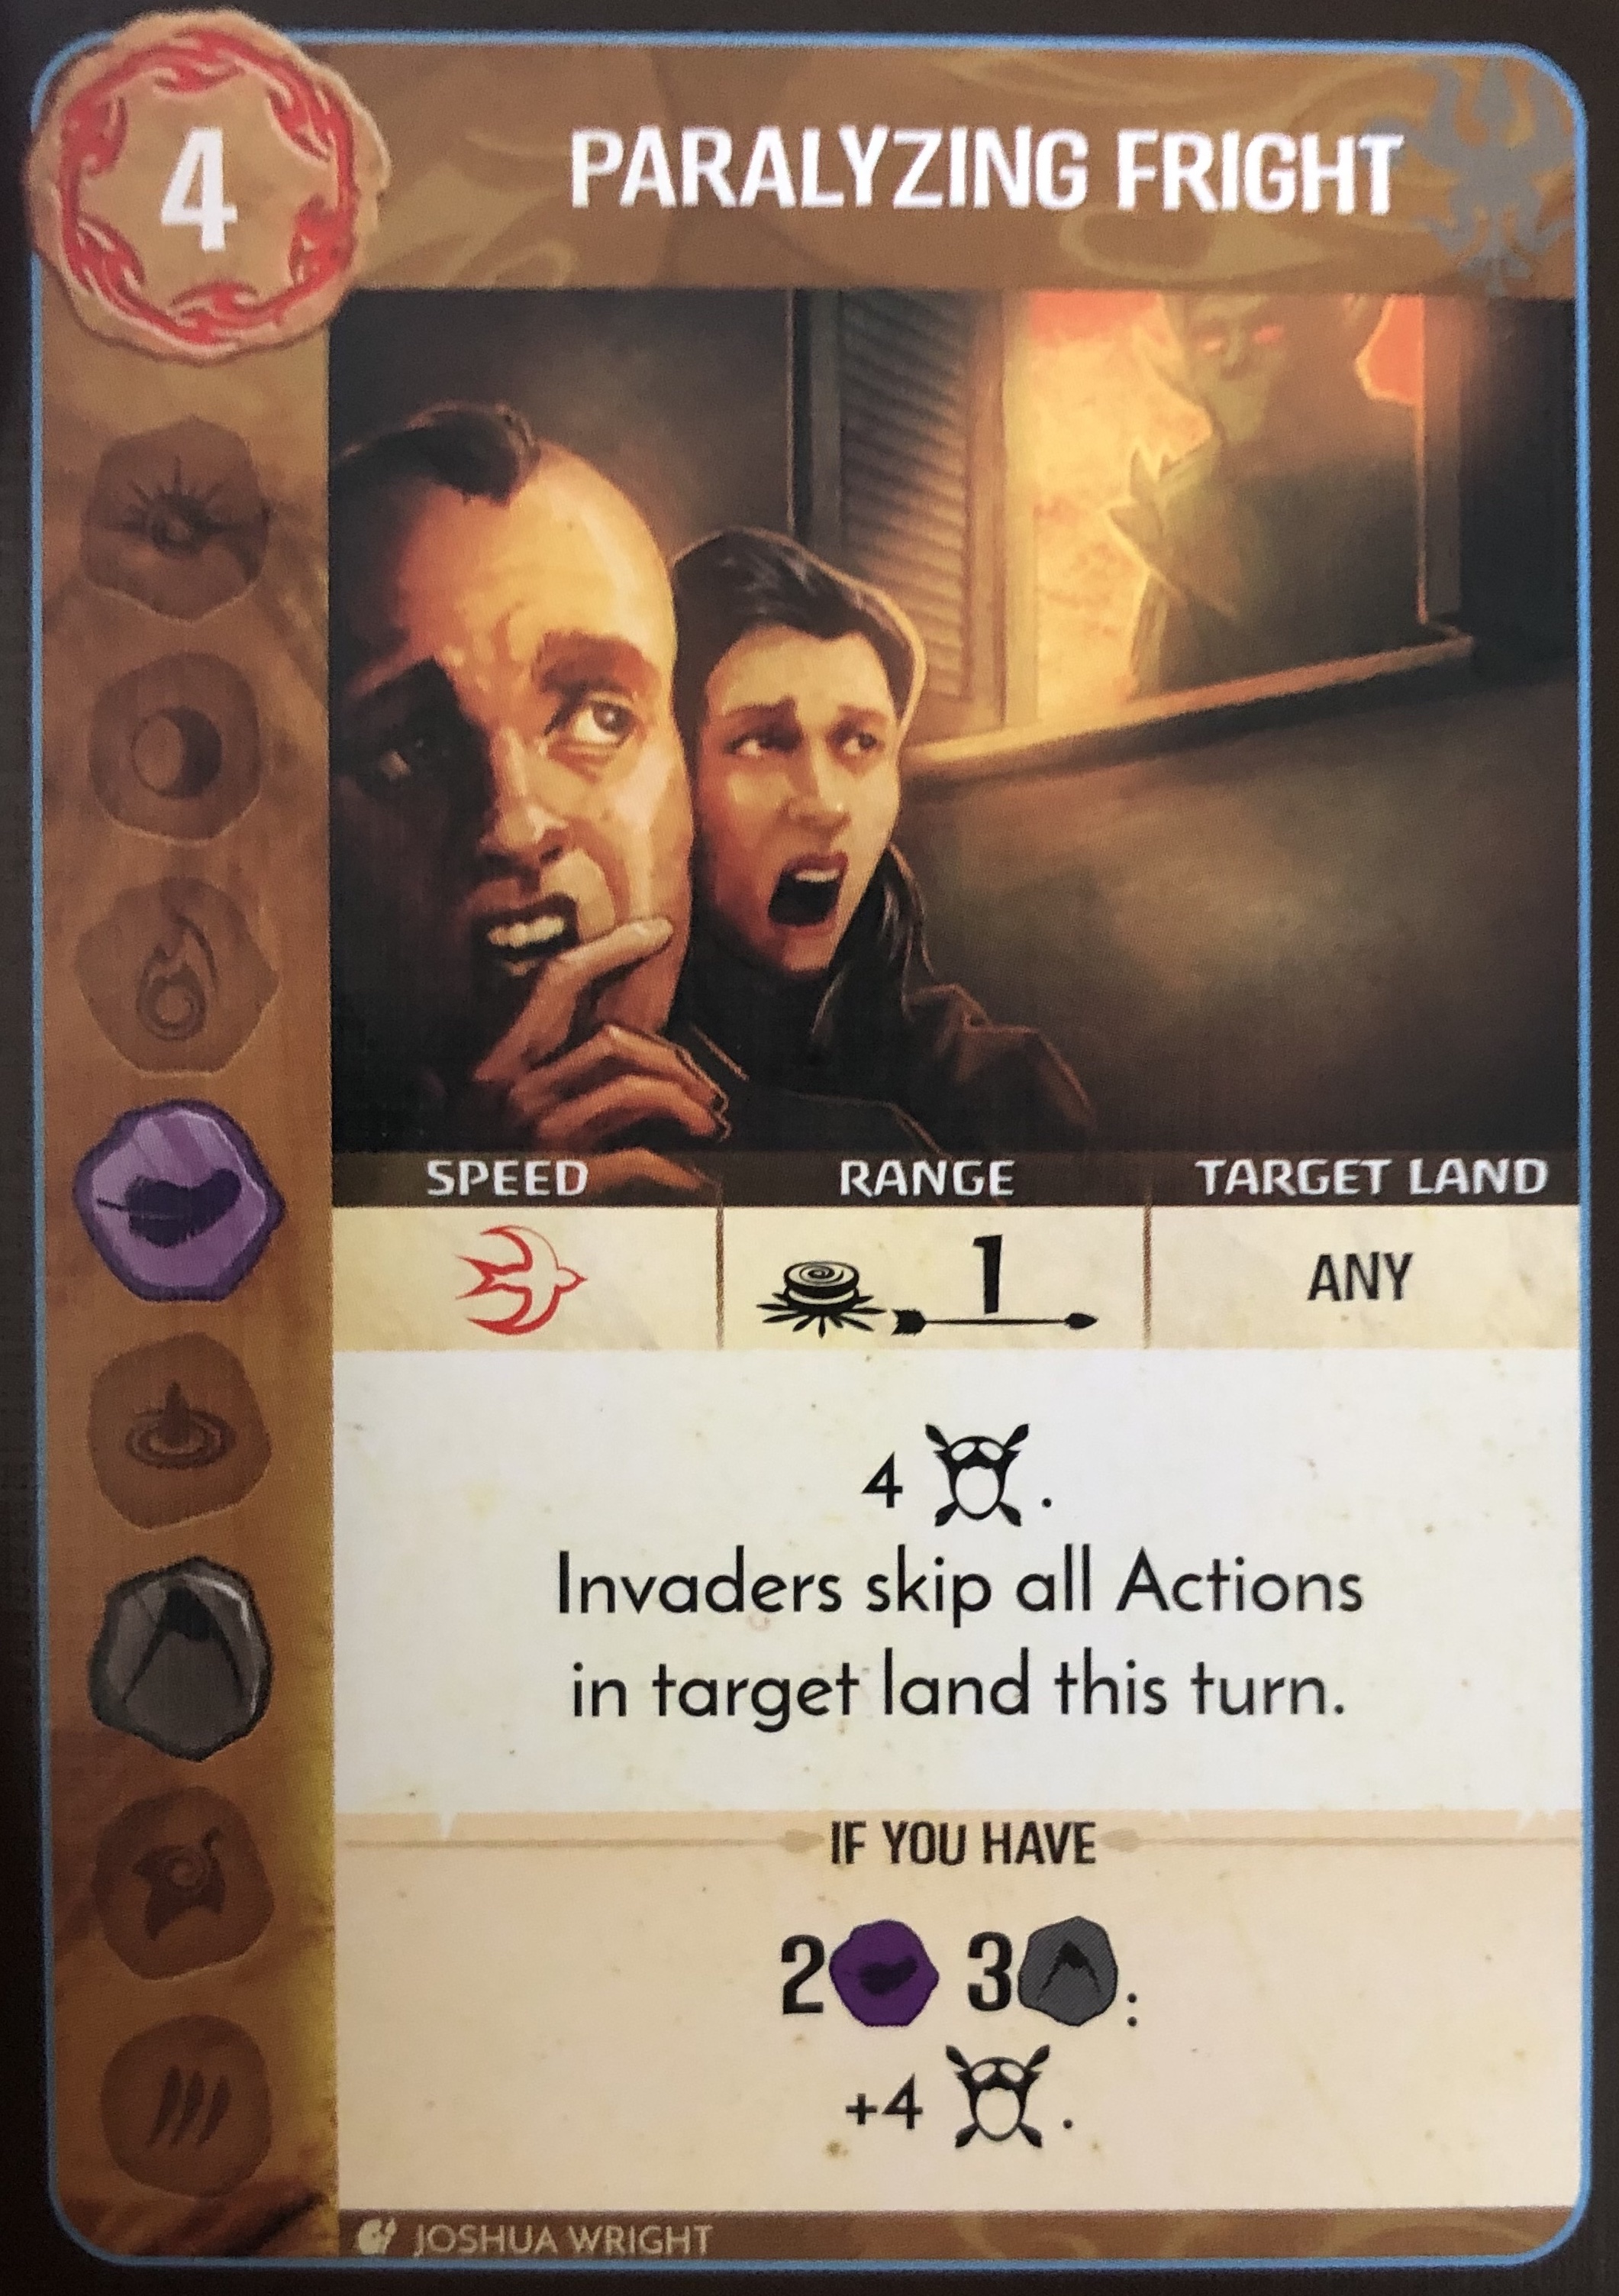 4
PARALYZING FRIGHT
SPEED RANGE TARGET LAND
1 ANY
4 .
Invaders skip all Actions
in target land this turn.
IF YOU HAVE
2 3 :
+4 .
JOSHUA WRIGHT